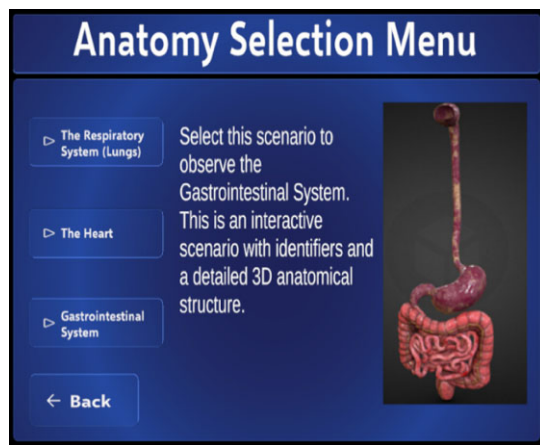 Anatomy Selection Menu
The Respiratory
System (Lungs)
The Heart
Gastrointestinal
System
← Back
Select this scenario to
observe the
Gastrointestinal System.
This is an interactive
scenario with identifiers and
a detailed 3D anatomical
structure.